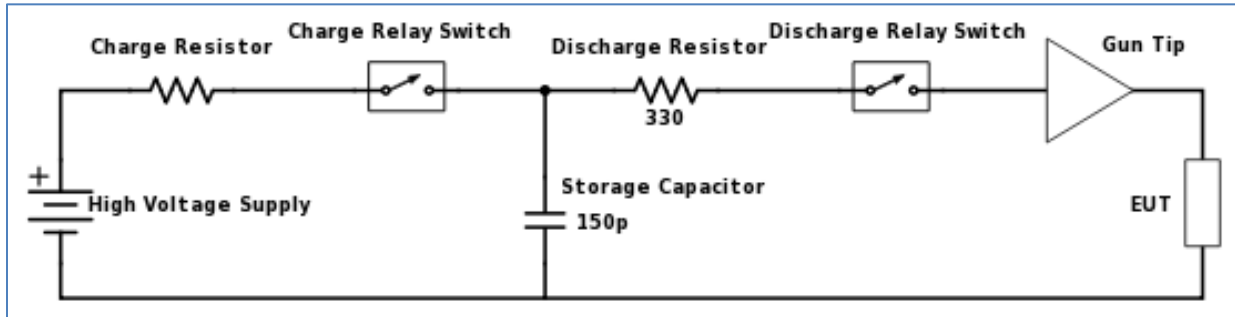 Charge Resistor
Charge Relay Switch
Discharge Resistor
Discharge Relay Switch
Gun Tip
330
+
High Voltage Supply
Storage Capacitor
150p
EUT